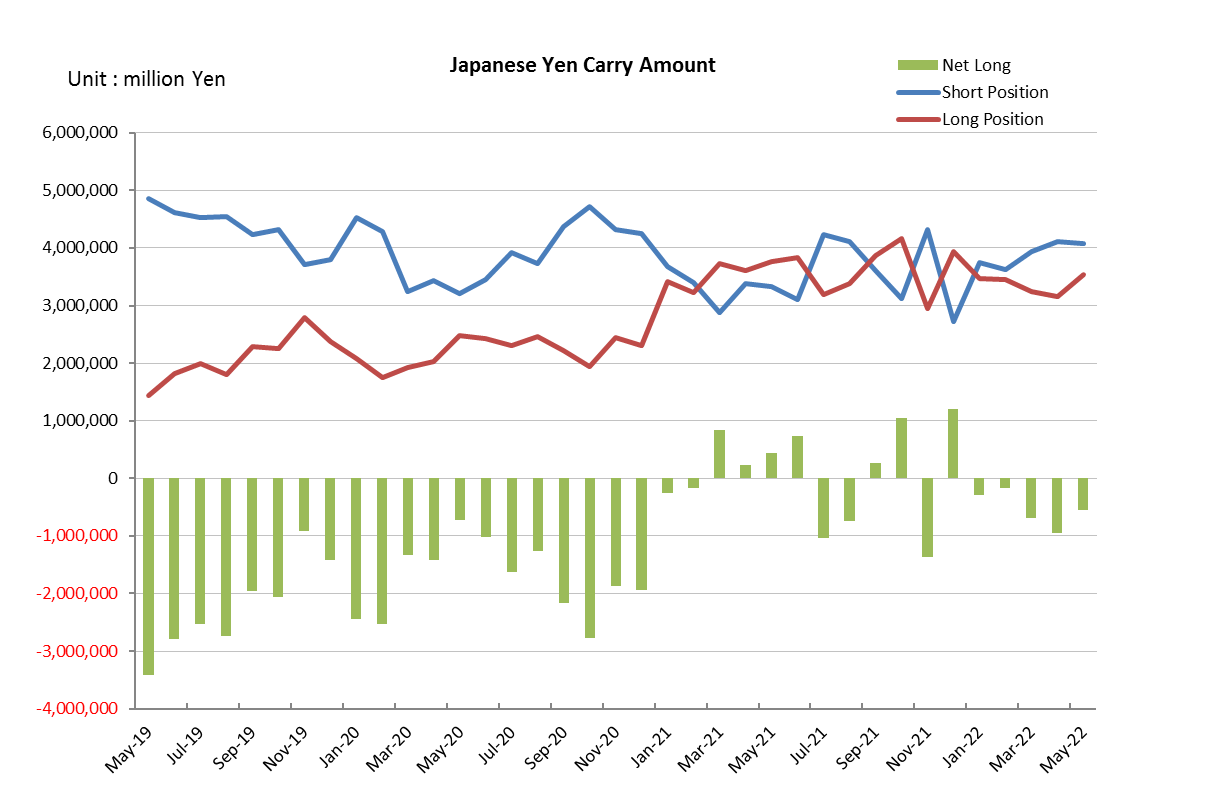 Japanese Yen Carry Amount
Unit : million Yen
Net Long
Short Position
Long Position
6,000,000
5,000,000
4,000,000
3,000,000
2,000,000
1,000,000
0
-1,000,000
-2,000,000
-3,000,000
-4,000,000
May-19
Jul-19
Sep-19
Nov-19
Jan-20
Mar-20
May-20
Jul-20
Sep-20
Nov-20
Jan-21
Mar-21
May-21
Jul-21
Sep-21
Nov-21
Jan-22
Mar-22
May-22